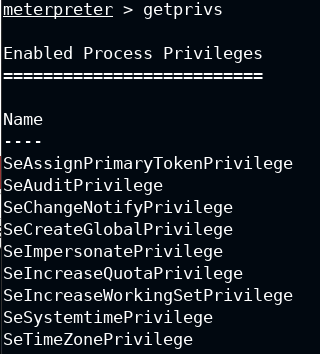 meterpreter > getprivs
Enabled Process Privileges
==========================
Name
----
SeAssignPrimaryTokenPrivilege
SeAuditPrivilege
SeChangeNotifyPrivilege
SeCreateGlobalPrivilege
SeImpersonatePrivilege
SeIncreaseQuotaPrivilege
SeIncreaseWorkingSetPrivilege
SeSystemtimePrivilege
SeTimeZonePrivilege